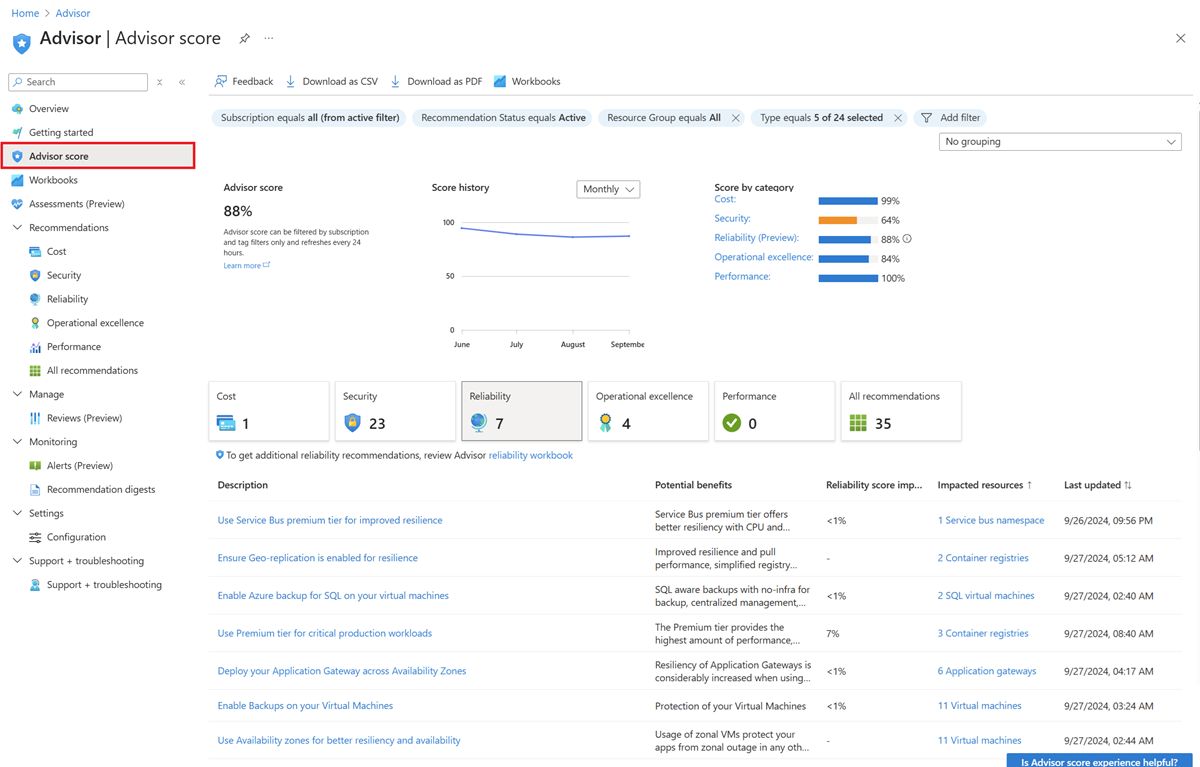 Home > Advisor
Advisor | Advisor score
...
Search
Feedback
Download as CSV
Download as PDF
Workbooks
Overview
Getting started
Advisor score
Workbooks
Assessments (Preview)
Recommendations
Cost
Security
Reliability
Operational excellence
Performance
All recommendations
Manage
Reviews (Preview)
Monitoring
Alerts (Preview)
Recommendation digests
Settings
Configuration
Support + troubleshooting
Support + troubleshooting
Subscription equals all (from active filter)
Recommendation Status equals Active
Resource Group equals All
Type equals 5 of 24 selected
Add filter
No grouping
Advisor score
88%
Advisor score can be filtered by subscription
and tag filters only and refreshes every 24
hours.
Learn more
Score history
Monthly
100
50
0
June
July
August
Septembe
Score by category
Cost: 99%
Security: 64%
Reliability (Preview): 88%
Operational excellence: 84%
Performance: 100%
Cost
1
Security
23
Reliability
7
Operational excellence
4
Performance
0
All recommendations
35
To get additional reliability recommendations, review Advisor reliability workbook
Description Potential benefits Reliability score imp... Impacted resources ↑ Last updated ↑↓
Use Service Bus premium tier for improved resilience
Service Bus premium tier offers
better resiliency with CPU and...
<1%
1 Service bus namespace
9/26/2024, 09:56 PM
Ensure Geo-replication is enabled for resilience
Improved resilience and pull
performance, simplified registry...
-
2 Container registries
9/27/2024, 05:12 AM
Enable Azure backup for SQL on your virtual machines
SQL aware backups with no-infra for
backup, centralized management,...
<1%
2 SQL virtual machines
9/27/2024, 02:40 AM
Use Premium tier for critical production workloads
The Premium tier provides the
highest amount of performance,...
7%
3 Container registries
9/27/2024, 08:40 AM
Deploy your Application Gateway across Availability Zones
Resiliency of Application Gateways is
considerably increased when using...
<1%
6 Application gateways
9/27/2024, 04:17 AM
Enable Backups on your Virtual Machines
Protection of your Virtual Machines
<1%
11 Virtual machines
9/27/2024, 03:24 AM
Use Availability zones for better resiliency and availability
Usage of zonal VMs protect your
apps from zonal outage in any oth...
-
11 Virtual machines
9/27/2024, 02:44 AM
Is Advisor score experience helpful?